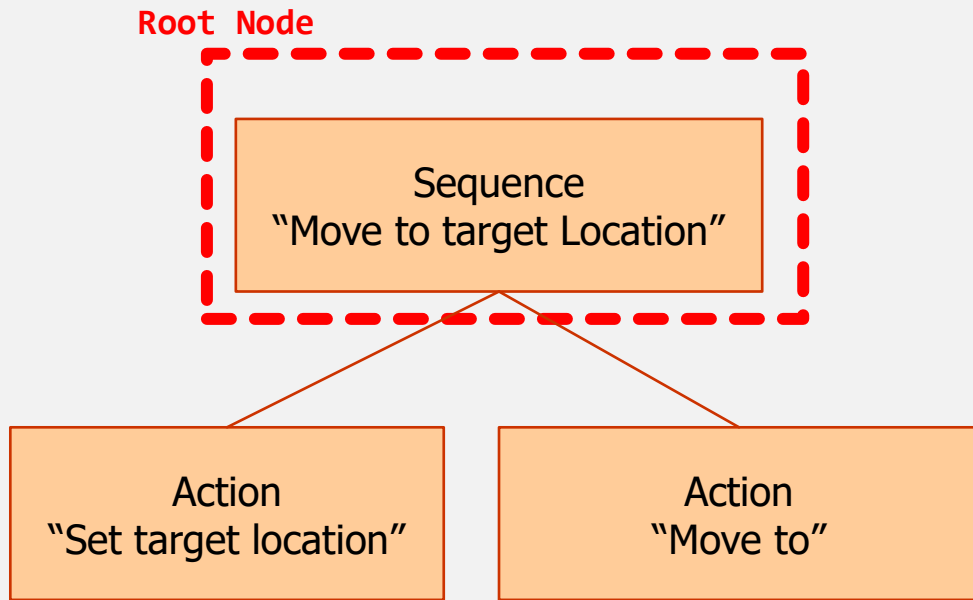 Root Node
Sequence
“Move to target Location”
Action
“Set target location”
Action
“Move to”